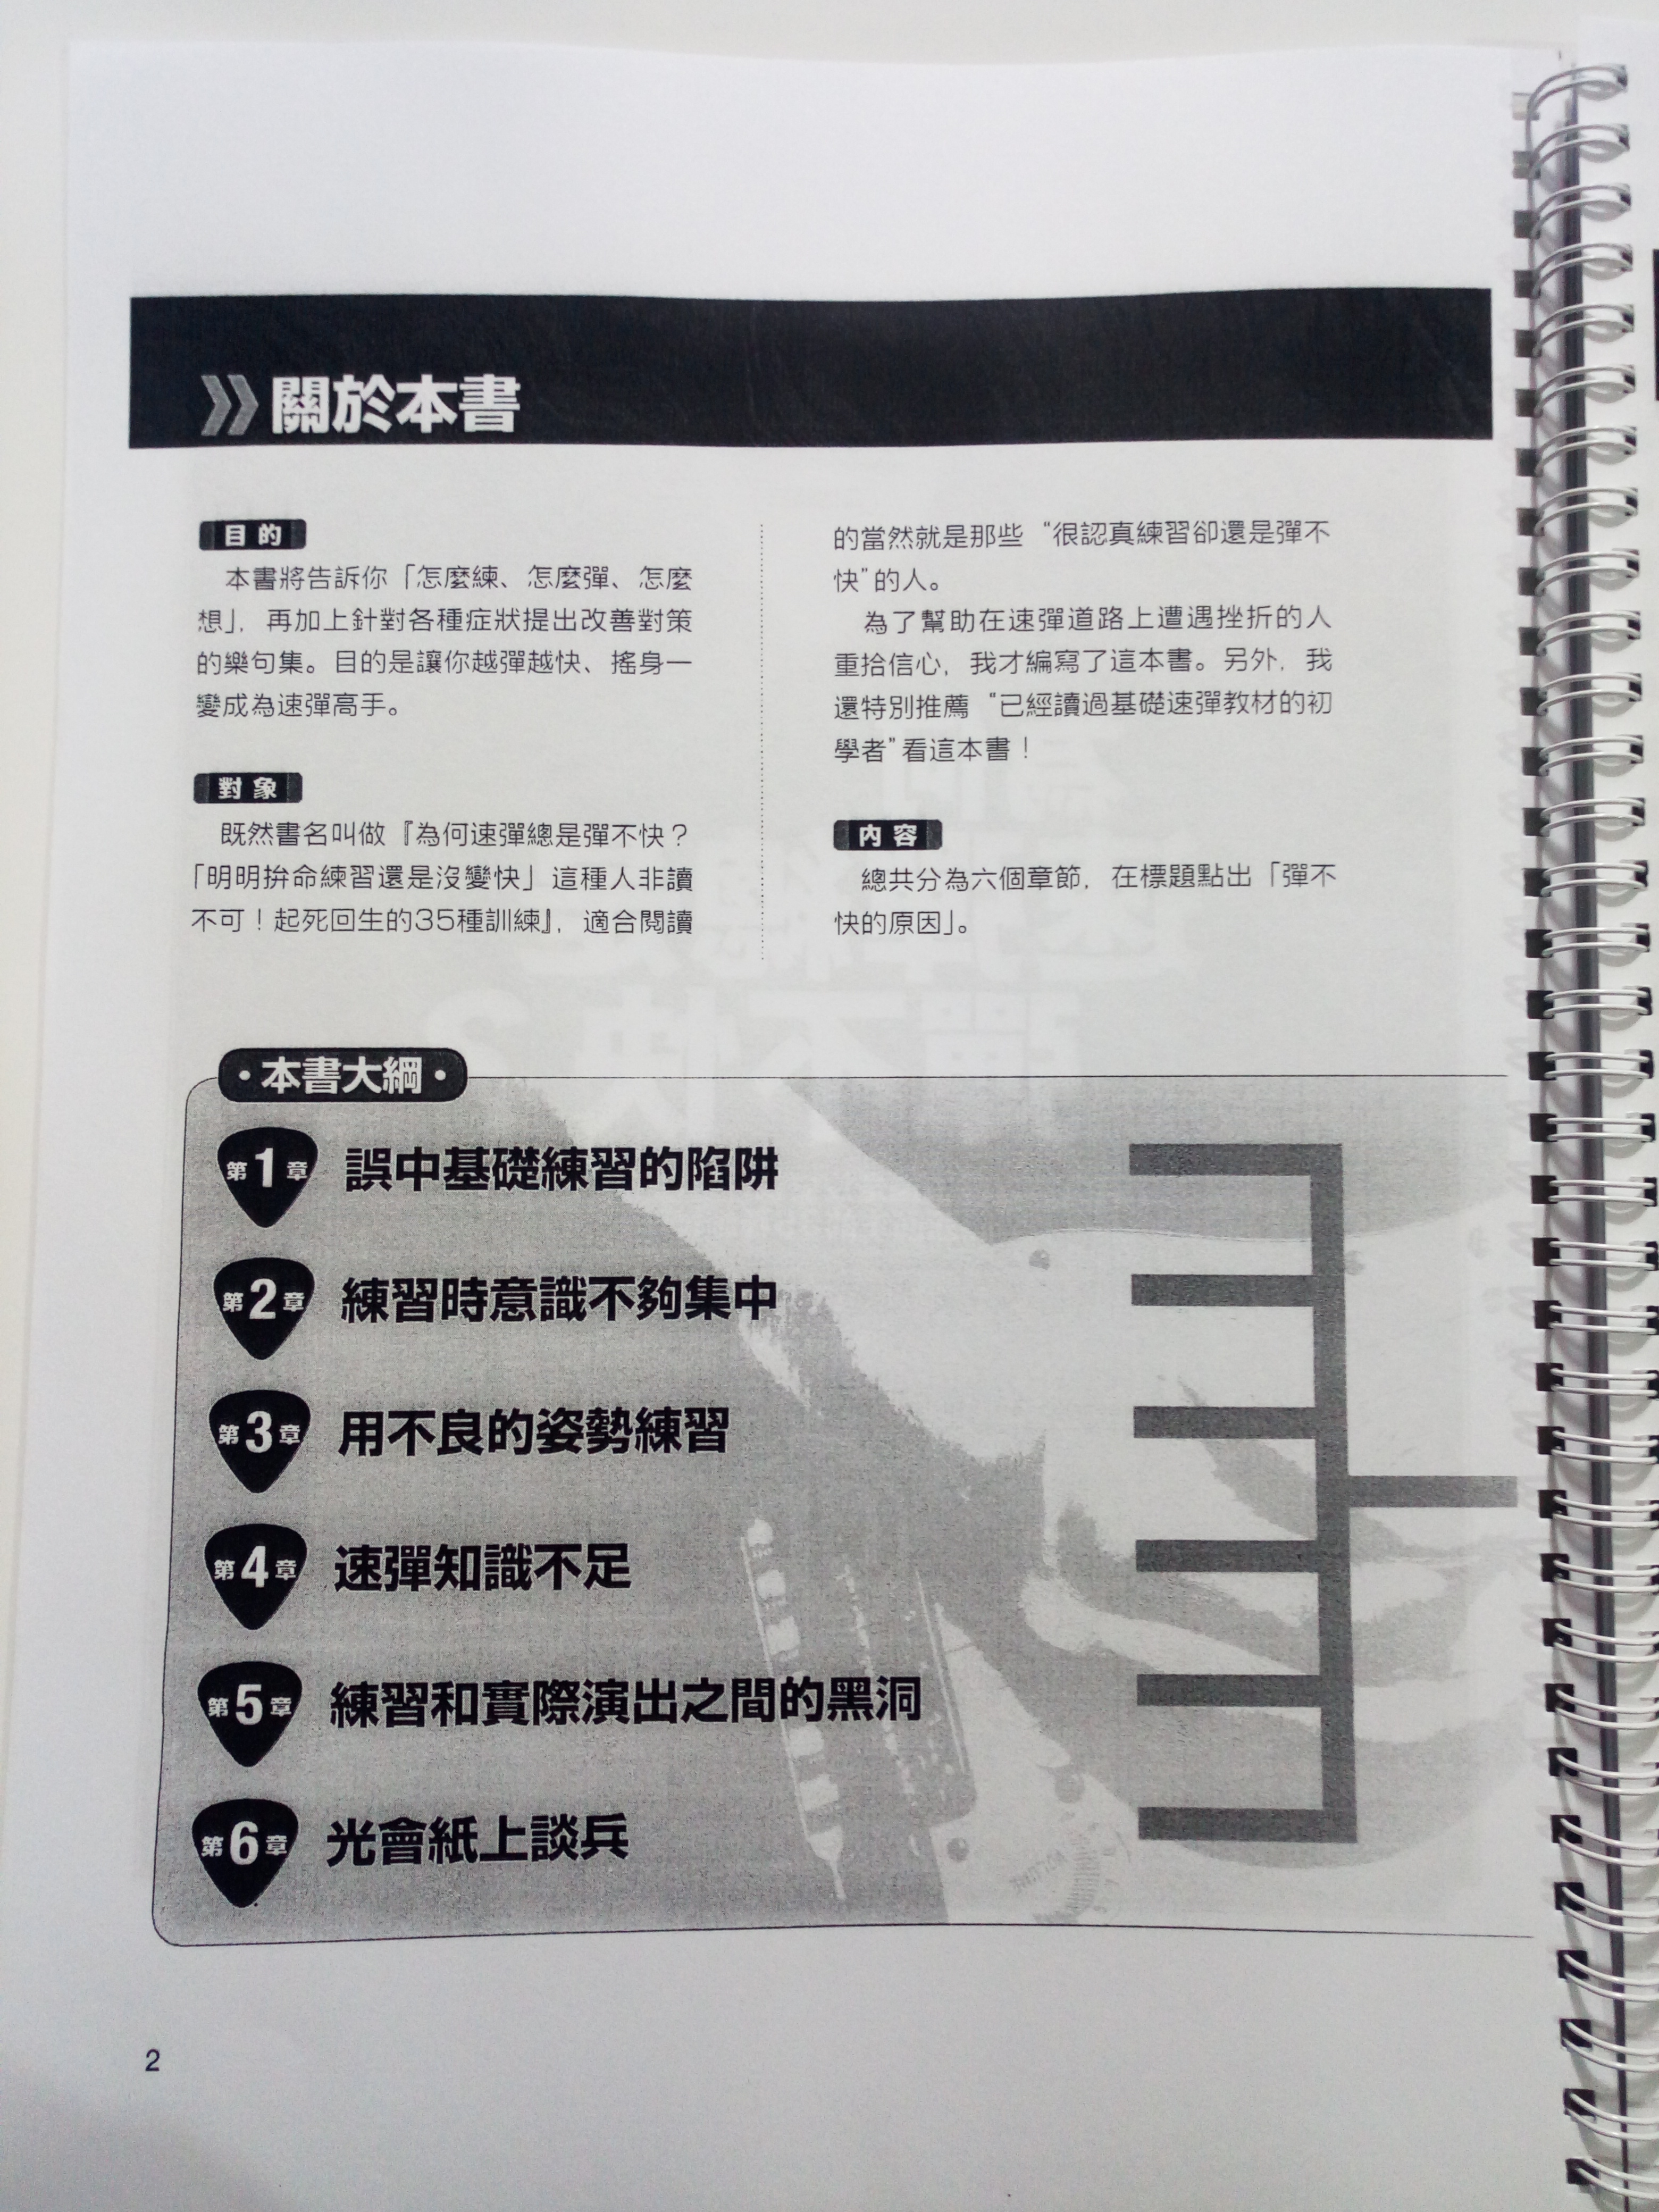 關於本書
目的
本書將告訴你「怎麼練、怎麼彈、怎麼
想」，再加上針對各種症狀提出改善對策
的樂句集。目的是讓你越彈越快、搖身一
變成為速彈高手。
對象
既然書名叫做『為何速彈總是彈不快？
「明明拚命練習還是沒變快」這種人非讀
不可！起死回生的35種訓練』，適合閱讀
的當然就是那些“很認真練習卻還是彈不
快”的人。
為了幫助在速彈道路上遭遇挫折的人
重拾信心，我才編寫了這本書。另外，我
還特別推薦“已經讀過基礎速彈教材的初
學者”看這本書！
內容
總共分為六個章節，在標題點出「彈不
快的原因」。
•本書大綱•
第1章 誤中基礎練習的陷阱
第2章 練習時意識不夠集中
第3章 用不良的姿勢練習
第4章 速彈知識不足
第5章 練習和實際演出之間的黑洞
第6章 光會紙上談兵
2